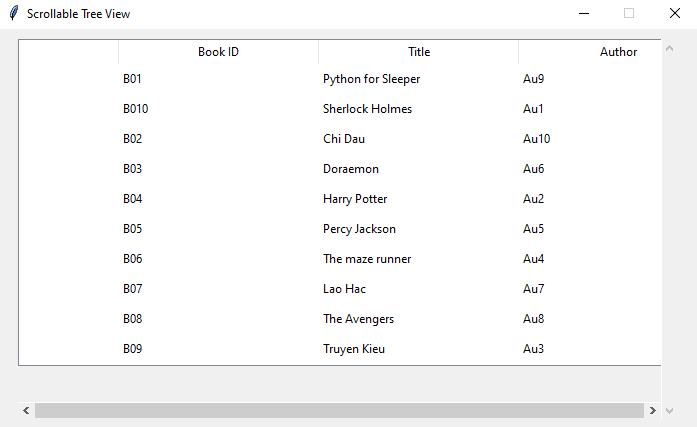 Scrollable Tree View
Book ID Title Author
B01 Python for Sleeper Au9
B010 Sherlock Holmes Au1
B02 Chi Dau Au10
B03 Doraemon Au6
B04 Harry Potter Au2
B05 Percy Jackson Au5
B06 The maze runner Au4
B07 Lao Hac Au7
B08 The Avengers Au8
B09 Truyen Kieu Au3